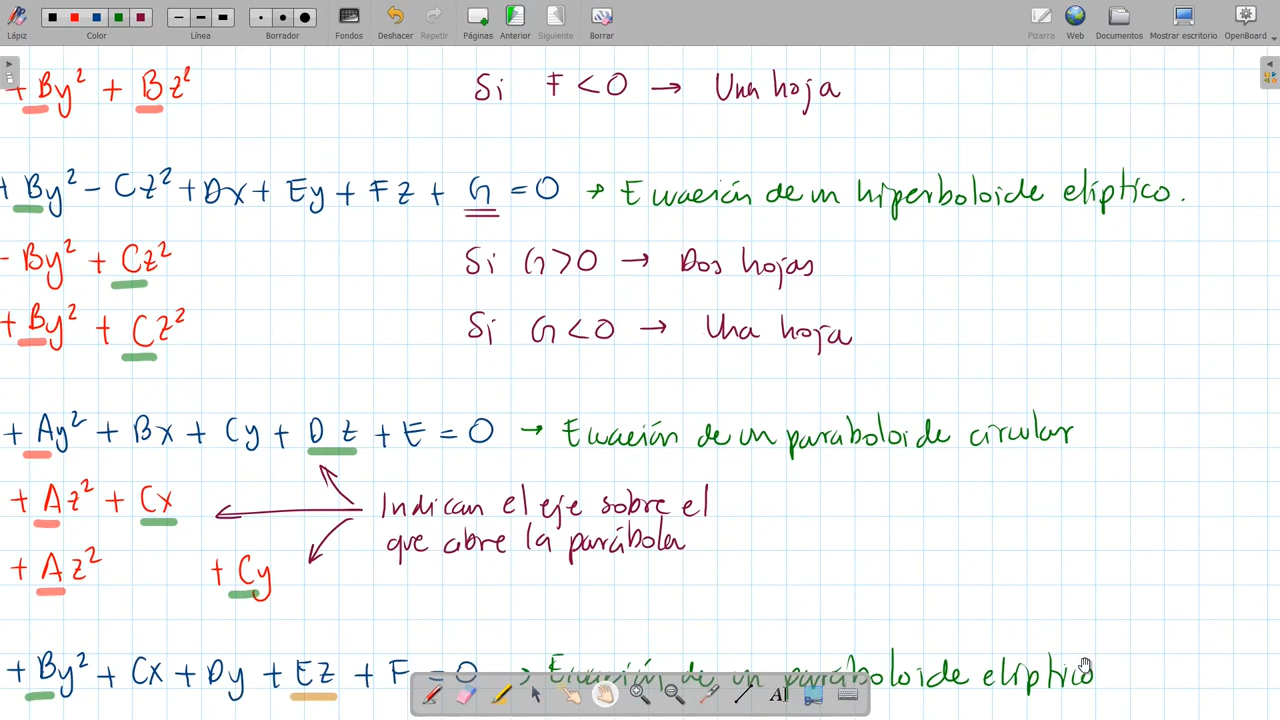 Lápiz Color Línea Borrador Fondos Deshacer Repetir Páginas Anterior Siguiente Borrar Pizarra Web Documentos Mostrar escritorio OpenBoard
+ By² + Bz² Si F < 0 → Una hoja
+ By² - Cz² + Dx + Ey + Fz + G = 0 → Ecuación de un hiperboloide elíptico.
- By² + Cz² Si G > 0 → Dos hojas
+ By² + Cz² Si G < 0 → Una hoja
+ Ay² + Bx + Cy + Dz + E = 0 → Ecuación de un paraboloide circular
+ Az² + Cx Indican el eje sobre el
que abre la parábola
+ Az² + Cy
+ By² + Cx + Dy + Ez + F = 0 → Ecuación de un paraboloide elíptico